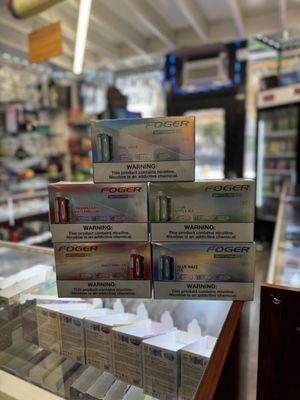 FOGER
WARNING:
This product contains nicotine.
Nicotine is an addictive chemical.
FOGER
WARNING:
This product contains nicotine.
Nicotine is an addictive chemical.
FOGER
WARNING:
This product contains nicotine.
Nicotine is an addictive chemical.
FOGER
WARNING:
This product contains nicotine.
Nicotine is an addictive chemical.
FOGER
BLUE RAZZ
WARNING:
This product contains nicotine.
Nicotine is an addictive chemical.